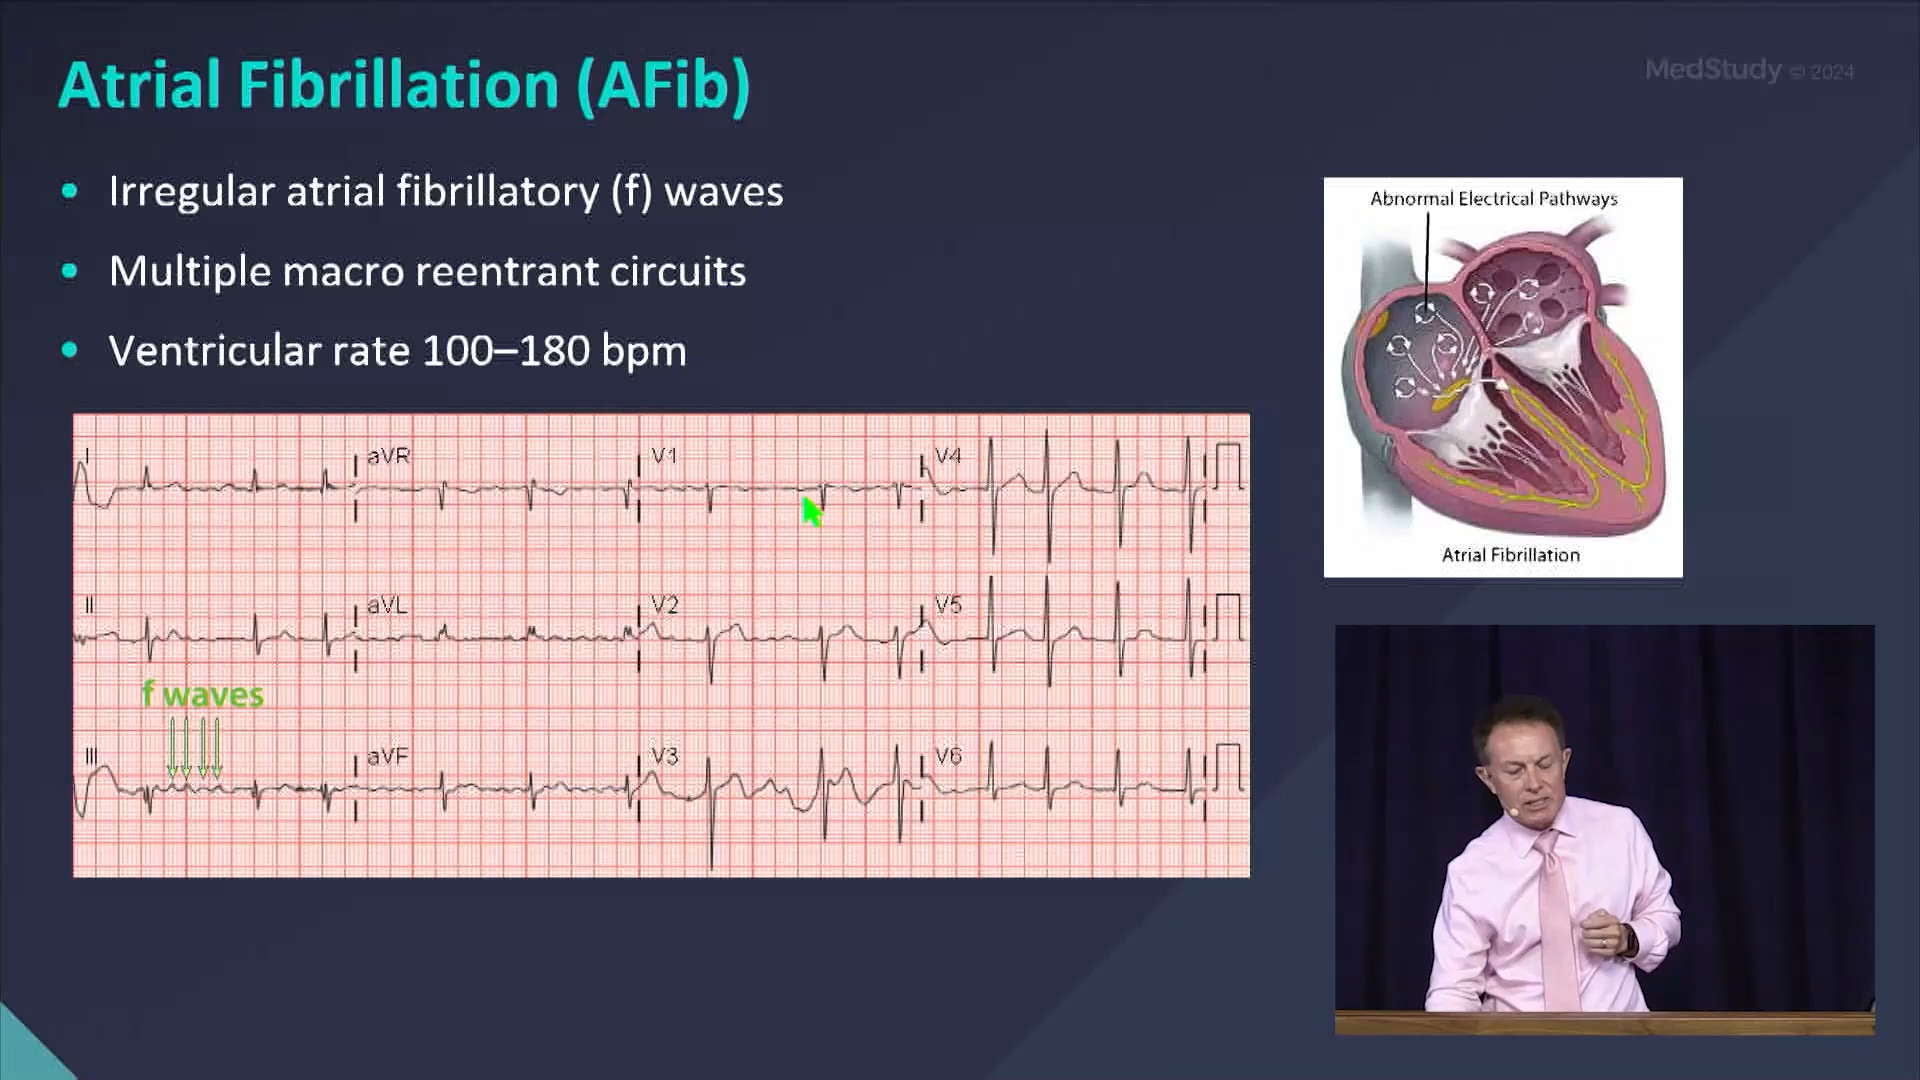 Atrial Fibrillation (AFib)
MedStudy © 2024
• Irregular atrial fibrillatory (f) waves
• Multiple macro reentrant circuits
• Ventricular rate 100–180 bpm
Abnormal Electrical Pathways
Atrial Fibrillation
I aVR V1 V4
II aVL V2 V5
f waves
III aVF V3 V6